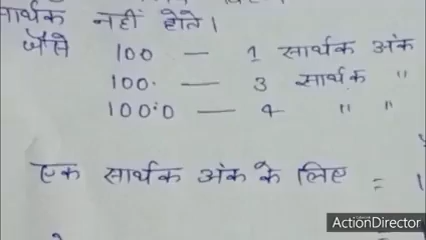 सार्थक नहीं होते।
जैसे 100 — 1 सार्थक अंक
100. — 3 सार्थक "
100.0 — 4 " "
एक सार्थक अंक के लिए = 1
ActionDirector